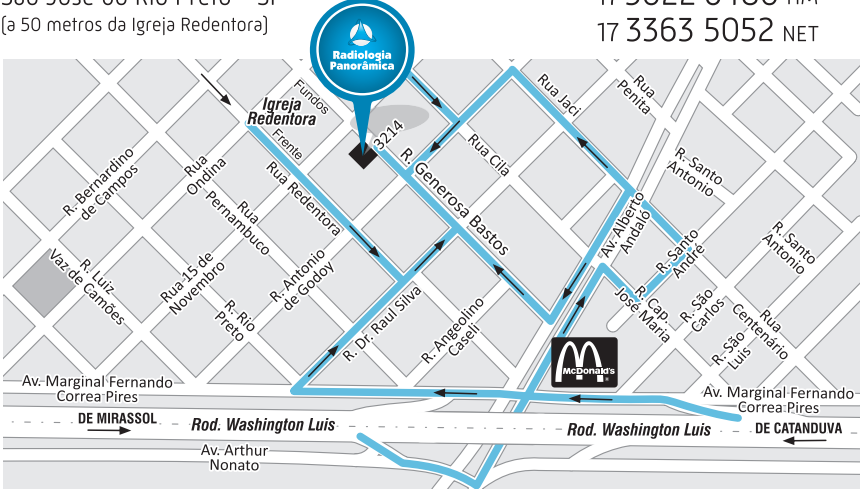 (a 50 metros da Igreja Redentora)
17 3363 5052 NET
Radiologia
Panorâmica
Fundos
Igreja
Redentora
Frente
3214
Rua Redentora
R. Generosa Bastos
Rua Cila
Rua Jaci
Rua
Penita
R. Santo
Antonio
R. Bernardino
de Campos
Rua
Ondina
Rua
Pernambuco
R. Antonio
de Godoy
Rua 15 de
Novembro
R. Luiz
Vaz de Camões
R. Rio
Preto
R. Dr. Raul Silva
R. Angeolino
Caseli
Av. Alberto
Andaló
R. Santo
André
R. Santo
Antonio
R. Cap.
José Maria
R. São
Carlos
R. São
Luis
Rua
Centenário
McDonald's
Av. Marginal Fernando
Correa Pires
Av. Marginal Fernando
Correa Pires
DE MIRASSOL
Rod. Washington Luis
Rod. Washington Luis
DE CATANDUVA
Av. Arthur
Nonato